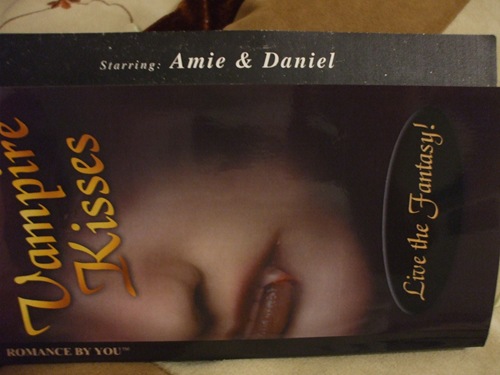 Starring: Amie & Daniel
Vampire
Kisses
Live the Fantasy!
ROMANCE BY YOU™